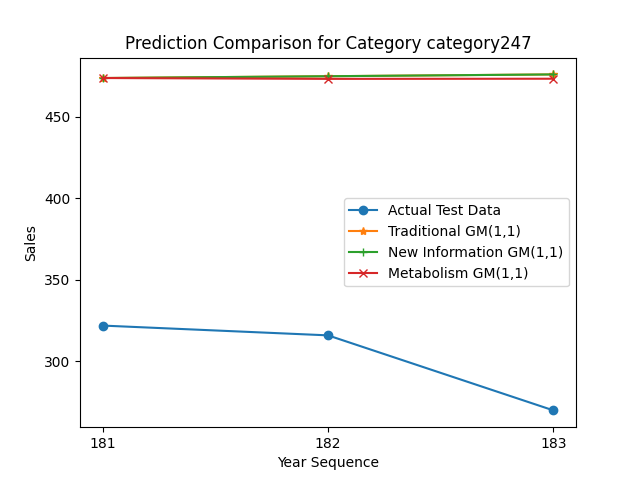 Prediction Comparison for Category category247
Sales
450
400
350
300
Actual Test Data
Traditional GM(1,1)
New Information GM(1,1)
Metabolism GM(1,1)
181 182 183
Year Sequence